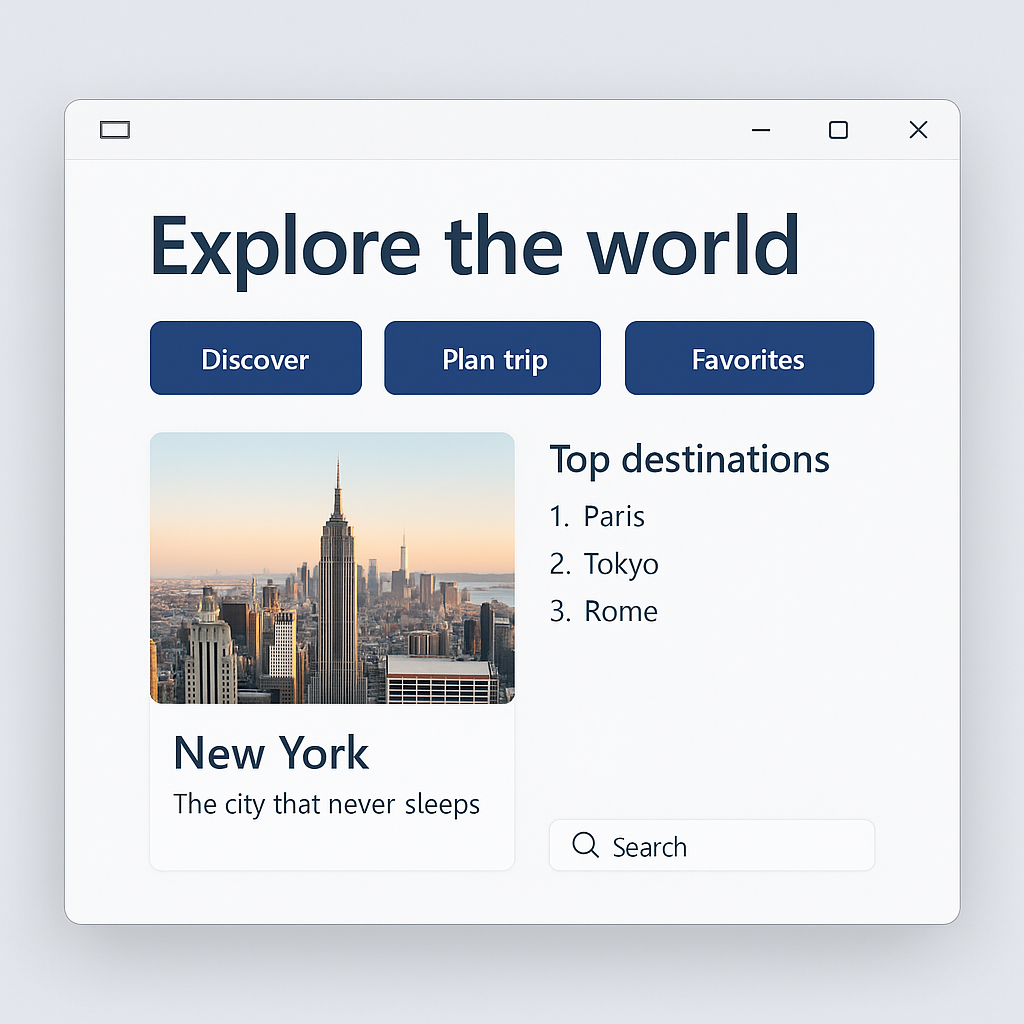 Explore the world
Discover
Plan trip
Favorites
New York
The city that never sleeps
Top destinations
1. Paris
2. Tokyo
3. Rome
Search